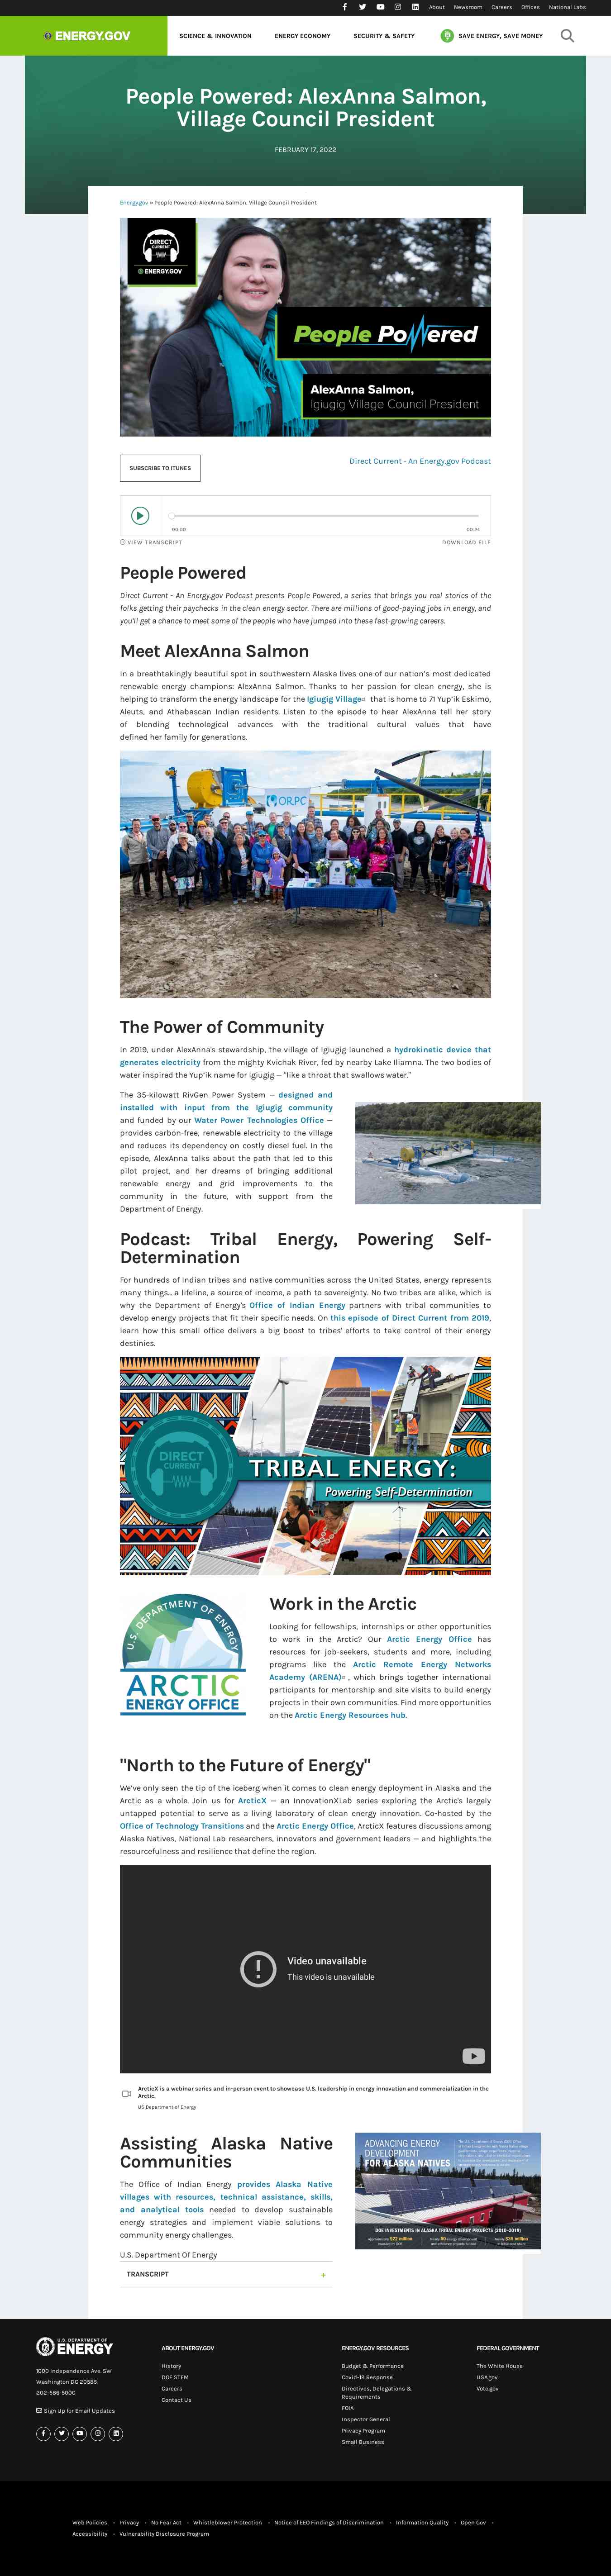 About Newsroom Careers Offices National Labs
ENERGY.GOV
SCIENCE & INNOVATION ENERGY ECONOMY SECURITY & SAFETY SAVE ENERGY, SAVE MONEY
People Powered: AlexAnna Salmon,
Village Council President
FEBRUARY 17, 2022
Energy.gov » People Powered: AlexAnna Salmon, Village Council President
DIRECT
CURRENT
ENERGY.GOV
People Powered
AlexAnna Salmon,
Igiugig Village Council President
SUBSCRIBE TO ITUNES
Direct Current - An Energy.gov Podcast
00:00 00:24
VIEW TRANSCRIPT DOWNLOAD FILE
People Powered
Direct Current - An Energy.gov Podcast presents People Powered, a series that brings you real stories of the
folks getting their paychecks in the clean energy sector. There are millions of good-paying jobs in energy, and
you'll get a chance to meet some of the people who have jumped into these fast-growing careers.
Meet AlexAnna Salmon
In a breathtakingly beautiful spot in southwestern Alaska lives one of our nation's most dedicated
renewable energy champions: AlexAnna Salmon. Thanks to her passion for clean energy, she is
helping to transform the energy landscape for the Igiugig Village that is home to 71 Yup'ik Eskimo,
Aleuts, and Athabascan Indian residents. Listen to the episode to hear AlexAnna tell her story
of blending technological advances with the traditional cultural values that have
defined her family for generations.
ORPC
The Power of Community
In 2019, under AlexAnna's stewardship, the village of Igiugig launched a hydrokinetic device that
generates electricity from the mighty Kvichak River, fed by nearby Lake Iliamna. The two bodies of
water inspired the Yup'ik name for Igiugig — "like a throat that swallows water."
The 35-kilowatt RivGen Power System — designed and
installed with input from the Igiugig community
and funded by our Water Power Technologies Office —
provides carbon-free, renewable electricity to the village
and reduces its dependency on costly diesel fuel. In the
episode, AlexAnna talks about the path that led to this
pilot project, and her dreams of bringing additional
renewable energy and grid improvements to the
community in the future, with support from the
Department of Energy.
Podcast: Tribal Energy, Powering Self-
Determination
For hundreds of Indian tribes and native communities across the United States, energy represents
many things... a lifeline, a source of income, a path to sovereignty. No two tribes are alike, which is
why the Department of Energy's Office of Indian Energy partners with tribal communities to
develop energy projects that fit their specific needs. On this episode of Direct Current from 2019,
learn how this small office delivers a big boost to tribes' efforts to take control of their energy
destinies.
DIRECT
CURRENT
TRIBAL ENERGY:
Powering Self-Determination
U.S. DEPARTMENT OF ENERGY
ARCTIC
ENERGY OFFICE
Work in the Arctic
Looking for fellowships, internships or other opportunities
to work in the Arctic? Our Arctic Energy Office has
resources for job-seekers, students and more, including
programs like the Arctic Remote Energy Networks
Academy (ARENA) , which brings together international
participants for mentorship and site visits to build energy
projects in their own communities. Find more opportunities
on the Arctic Energy Resources hub.
"North to the Future of Energy"
We've only seen the tip of the iceberg when it comes to clean energy deployment in Alaska and the
Arctic as a whole. Join us for ArcticX — an InnovationXLab series exploring the Arctic's largely
untapped potential to serve as a living laboratory of clean energy innovation. Co-hosted by the
Office of Technology Transitions and the Arctic Energy Office, ArcticX features discussions among
Alaska Natives, National Lab researchers, innovators and government leaders — and highlights the
resourcefulness and resilience that define the region.
Video unavailable
This video is unavailable
ArcticX is a webinar series and in-person event to showcase U.S. leadership in energy innovation and commercialization in the
Arctic.
US Department of Energy
Assisting Alaska Native
Communities
The Office of Indian Energy provides Alaska Native
villages with resources, technical assistance, skills,
and analytical tools needed to develop sustainable
energy strategies and implement viable solutions to
community energy challenges.
ADVANCING ENERGY
DEVELOPMENT
FOR ALASKA NATIVES
DOE INVESTMENTS IN ALASKA TRIBAL ENERGY PROJECTS (2010–2018)
U.S. Department Of Energy
TRANSCRIPT +
U.S. DEPARTMENT OF
ENERGY
1000 Independence Ave. SW
Washington DC 20585
202-586-5000
Sign Up for Email Updates
ABOUT ENERGY.GOV
History
DOE STEM
Careers
Contact Us
ENERGY.GOV RESOURCES
Budget & Performance
Covid-19 Response
Directives, Delegations &
Requirements
FOIA
Inspector General
Privacy Program
Small Business
FEDERAL GOVERNMENT
The White House
USA.gov
Vote.gov
Web Policies • Privacy • No Fear Act • Whistleblower Protection • Notice of EEO Findings of Discrimination • Information Quality • Open Gov •
Accessibility • Vulnerability Disclosure Program